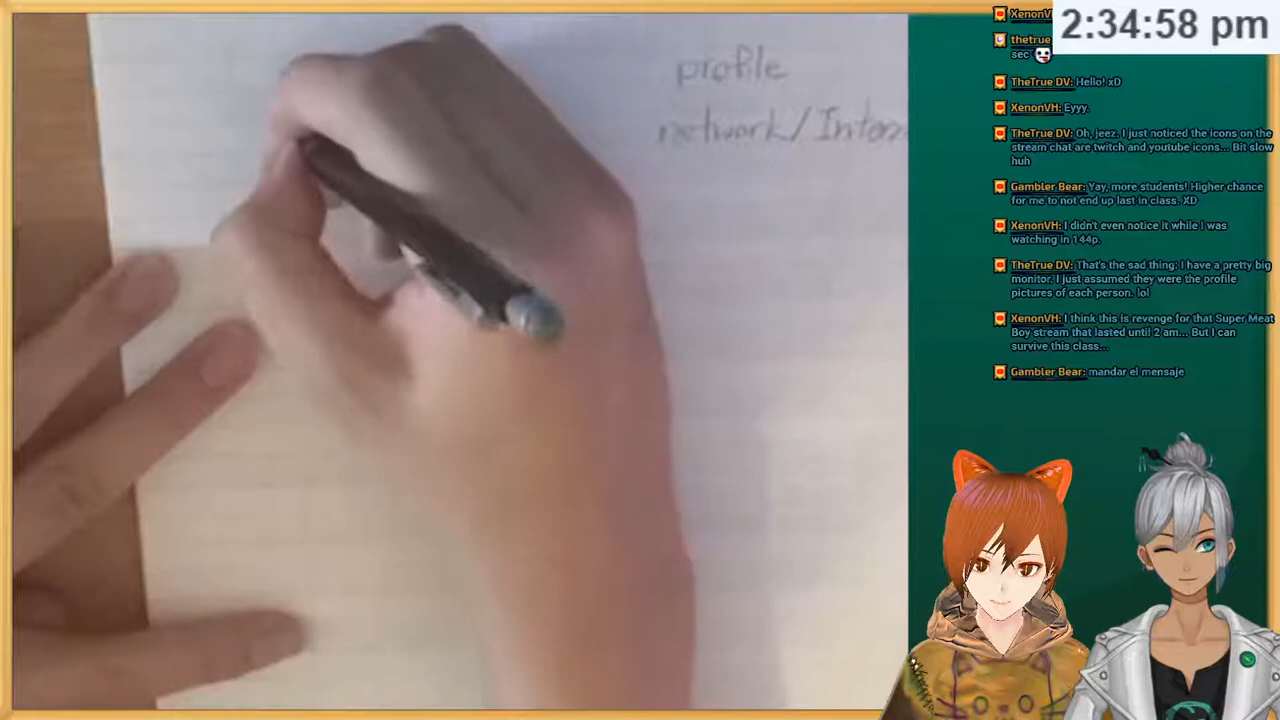 profile
network/Inter
2:34:58 pm
XenonV
thetrue
sec
TheTrue DV: Hello! xD
XenonVH: Eyyy.
TheTrue DV: Oh, jeez. I just noticed the icons on the
stream chat are twitch and youtube icons... Bit slow
huh
Gambler Bear: Yay, more students! Higher chance
for me to not end up last in class. XD
XenonVH: I didn't even notice it while I was
watching in 144p.
TheTrue DV: That's the sad thing: I have a pretty big
monitor. I just assumed they were the profile
pictures of each person. lol
XenonVH: I think this is revenge for that Super Meat
Boy stream that lasted until 2 am... But I can
survive this class...
Gambler Bear: mandar el mensaje